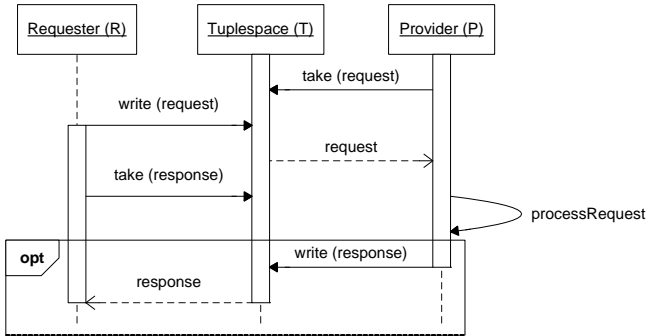 Requester (R)
Tuplespace (T)
Provider (P)
take (request)
write (request)
request
take (response)
processRequest
opt
write (response)
response